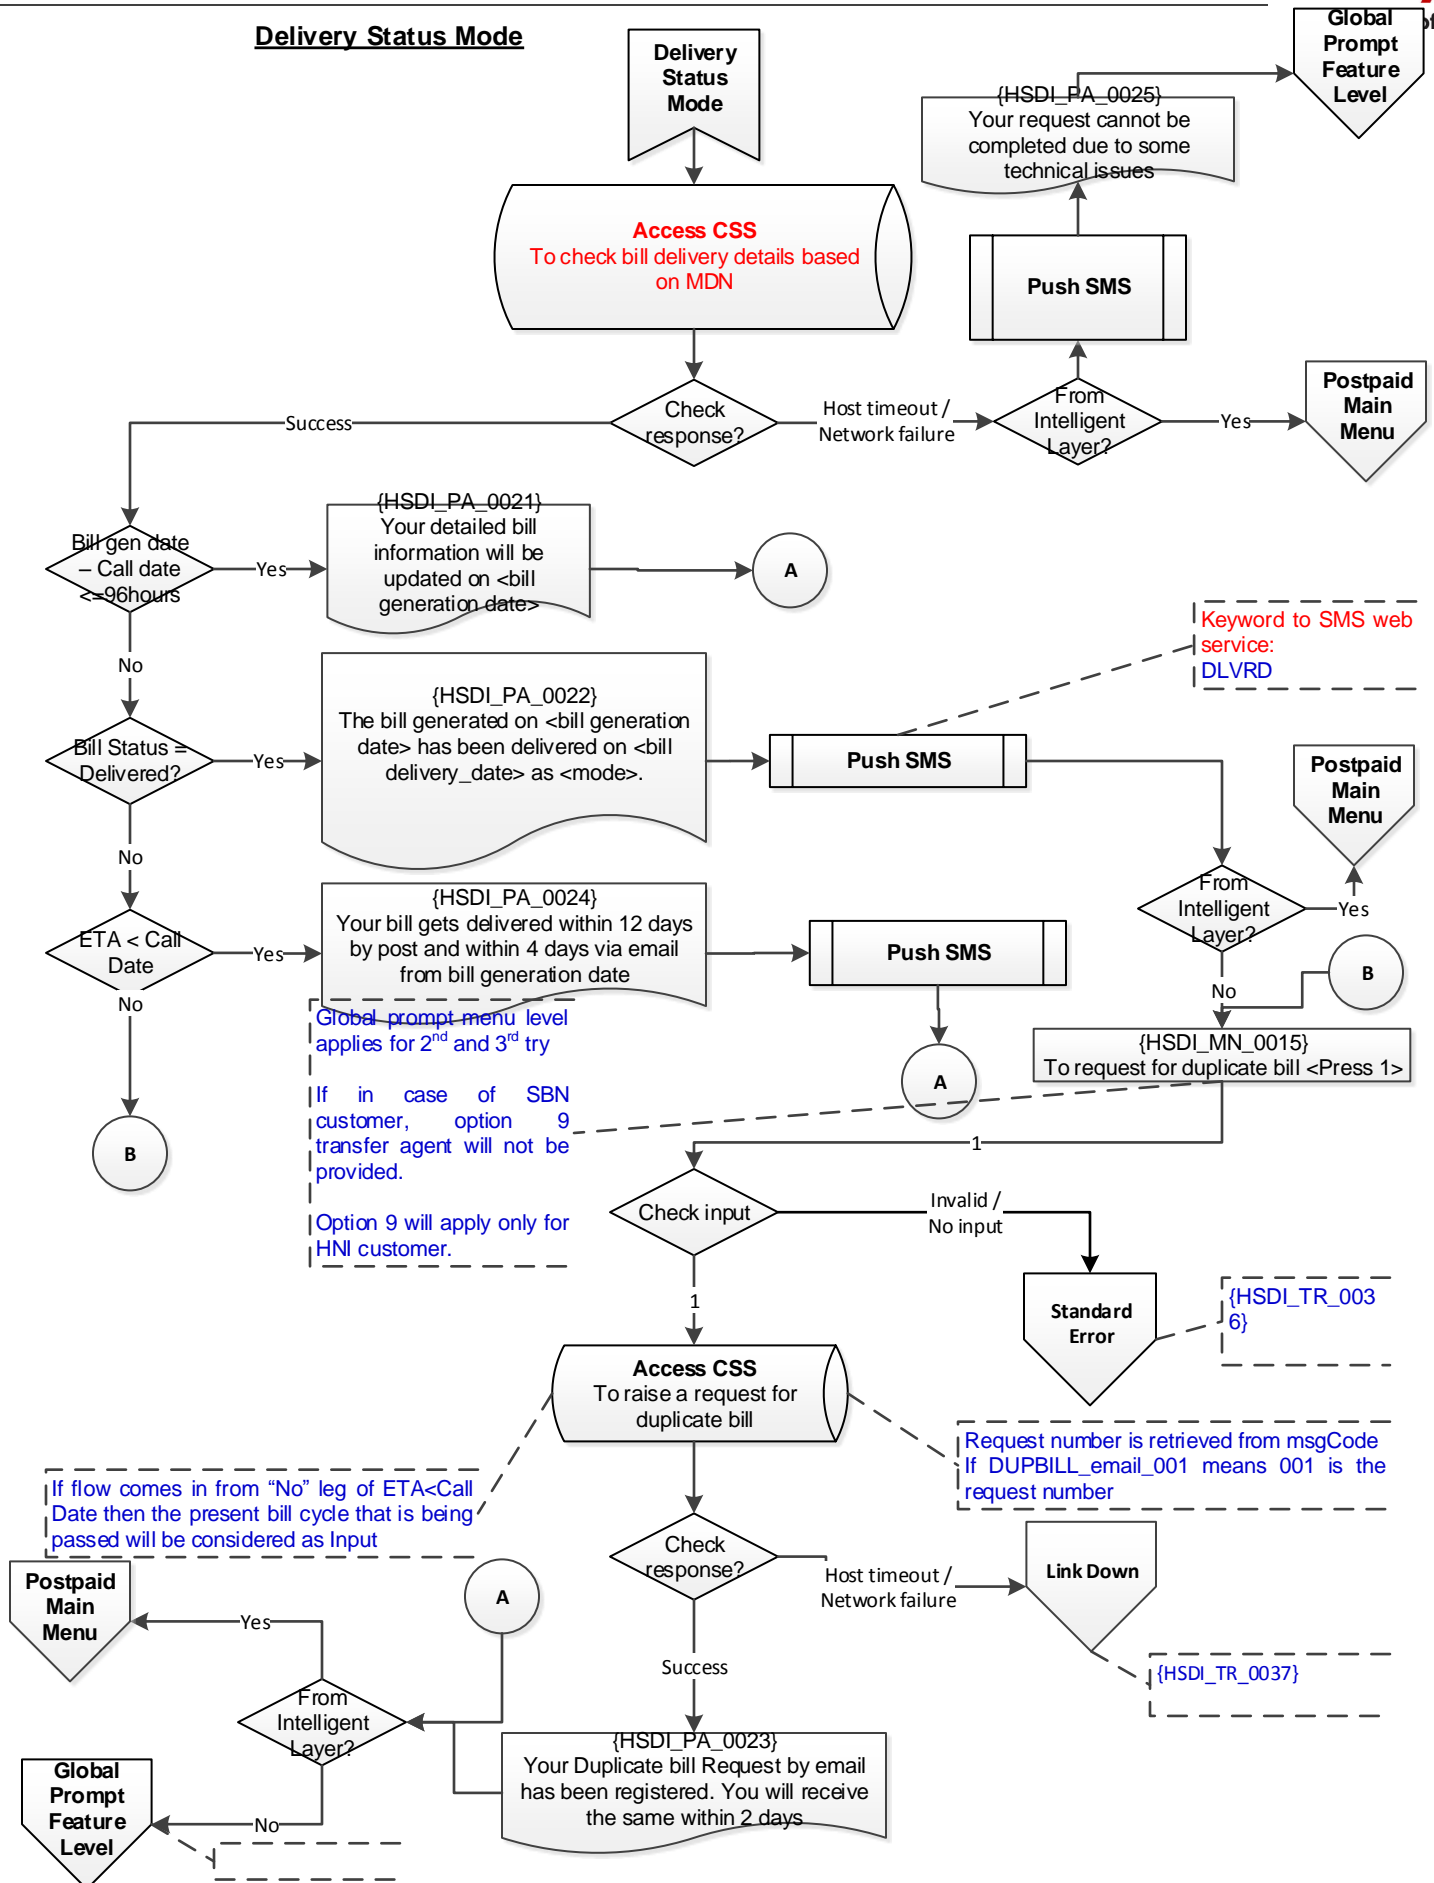 Delivery Status Mode
Delivery
Status
Mode
Global
Prompt
Feature
Level
{HSDI_PA_0025}
Your request cannot be
completed due to some
technical issues
Access CSS
To check bill delivery details based
on MDN
Push SMS
Postpaid
Main
Menu
Check
response?
Success
Host timeout /
Network failure
From
Intelligent
Layer?
Yes
Bill gen date
– Call date
<=96hours
Yes
{HSDI_PA_0021}
Your detailed bill
information will be
updated on <bill
generation date>
A
No
Keyword to SMS web
service:
DLVRD
Bill Status =
Delivered?
Yes
{HSDI_PA_0022}
The bill generated on <bill generation
date> has been delivered on <bill
delivery_date> as <mode>.
Push SMS
Postpaid
Main
Menu
No
From
Intelligent
Layer?
Yes
ETA < Call
Date
Yes
{HSDI_PA_0024}
Your bill gets delivered within 12 days
by post and within 4 days via email
from bill generation date
Push SMS
B
No
No
A
{HSDI_MN_0015}
To request for duplicate bill <Press 1>
Global prompt menu level
applies for 2nd and 3rd try
If in case of SBN
customer, option 9
transfer agent will not be
provided.
Option 9 will apply only for
HNI customer.
B
1
Check input
Invalid /
No input
1
Standard
Error
{HSDI_TR_003
6}
Access CSS
To raise a request for
duplicate bill
Request number is retrieved from msgCode
If DUPBILL_email_001 means 001 is the
request number
If flow comes in from “No” leg of ETA<Call
Date then the present bill cycle that is being
passed will be considered as Input
Check
response?
Host timeout /
Network failure
Link Down
{HSDI_TR_0037}
Postpaid
Main
Menu
Yes
A
Success
From
Intelligent
Layer?
{HSDI_PA_0023}
Your Duplicate bill Request by email
has been registered. You will receive
the same within 2 days
No
Global
Prompt
Feature
Level